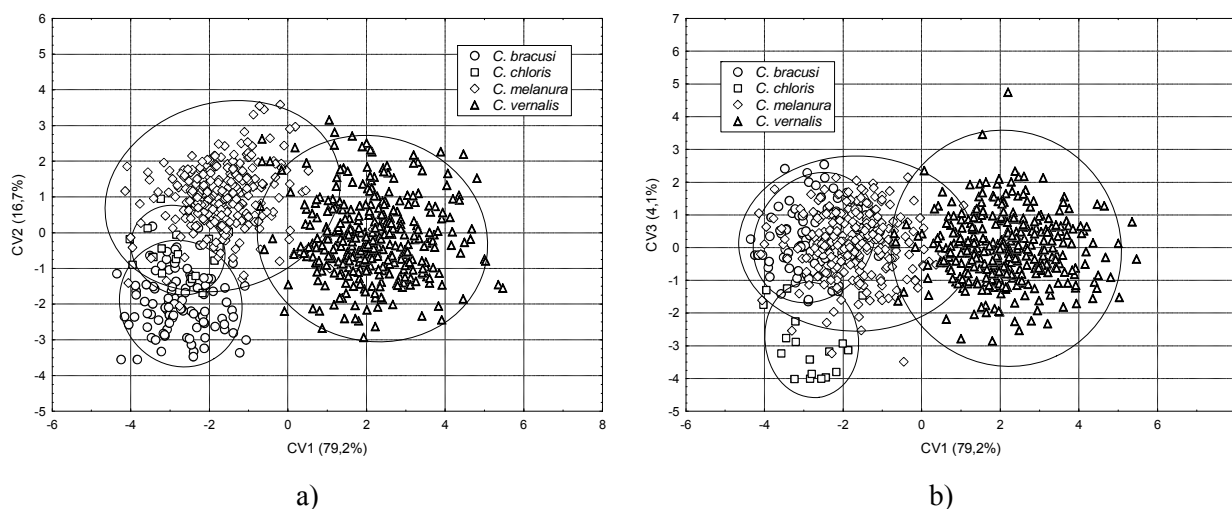 6
5
4
3
2
1
0
-1
-2
-3
-4
-5
CV2 (16,7%)
C. bracusi
C. chloris
C. melanura
C. vernalis
-6 -4 -2 0 2 4 6 8
CV1 (79,2%)
a)
7
6
5
4
3
2
1
0
-1
-2
-3
-4
-5
CV3 (4,1%)
C. bracusi
C. chloris
C. melanura
C. vernalis
-6 -4 -2 0 2 4 6
CV1 (79,2%)
b)